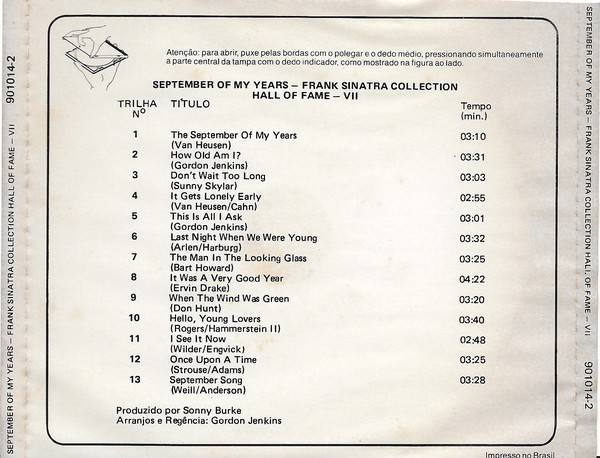 Atenção: para abrir, puxe pelas bordas com o polegar e o dedo médio, pressionando simultaneamente
a parte central da tampa com o dedo indicador, como mostrado na figura ao lado.
SEPTEMBER OF MY YEARS – FRANK SINATRA COLLECTION
HALL OF FAME – VII
TRILHA Nº TÍTULO Tempo (min.)
1 The September Of My Years 03:10
(Van Heusen)
2 How Old Am I? 03:31
(Gordon Jenkins)
3 Don't Wait Too Long 03:03
(Sunny Skylar)
4 It Gets Lonely Early 02:55
(Van Heusen/Cahn)
5 This Is All I Ask 03:01
(Gordon Jenkins)
6 Last Night When We Were Young 03:32
(Arlen/Harburg)
7 The Man In The Looking Glass 03:25
(Bart Howard)
8 It Was A Very Good Year 04:22
(Ervin Drake)
9 When The Wind Was Green 03:20
(Don Hunt)
10 Hello, Young Lovers 03:40
(Rogers/Hammerstein II)
11 I See It Now 02:48
(Wilder/Engvick)
12 Once Upon A Time 03:25
(Strouse/Adams)
13 September Song 03:28
(Weill/Anderson)
Produzido por Sonny Burke
Arranjos e Regência: Gordon Jenkins
Impresso no Brasil
SEPTEMBER OF MY YEARS – FRANK SINATRA COLLECTION HALL OF FAME – VII 901014-2
SEPTEMBER OF MY YEARS – FRANK SINATRA COLLECTION HALL OF FAME – VII 901014-2